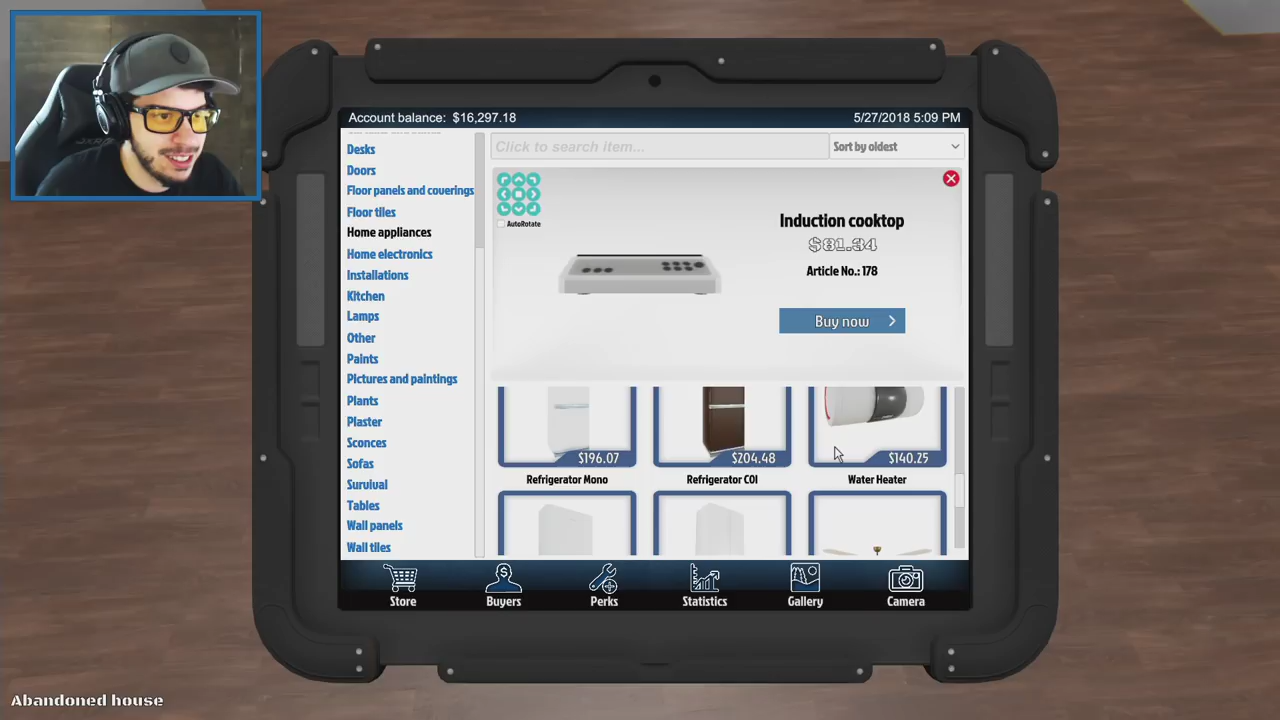 Account balance: $16,297.18
5/27/2018 5:09 PM
Desks
Doors
Floor panels and coverings
Floor tiles
Home appliances
Home electronics
Installations
Kitchen
Lamps
Other
Paints
Pictures and paintings
Plants
Plaster
Sconces
Sofas
Survival
Tables
Wall panels
Wall tiles
Click to search item...
Sort by oldest
AutoRotate
Induction cooktop
$81.34
Article No.: 178
Buy now
$196.07
$204.48
$140.25
Refrigerator Mono
Refrigerator C01
Water Heater
Store
Buyers
Perks
Statistics
Gallery
Camera
Abandoned house